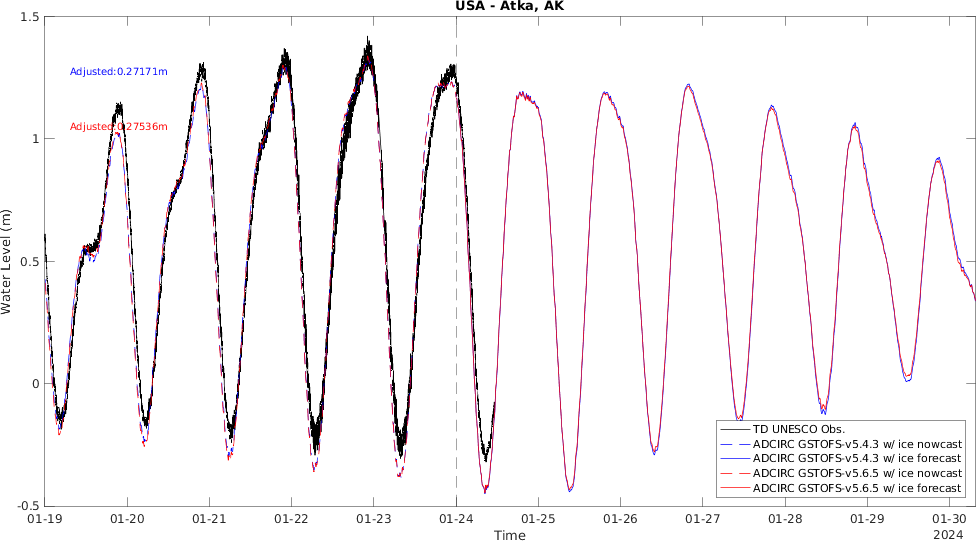 USA - Atka, AK
1.5
1
0.5
0
-0.5
Water Level (m)
Adjusted:0.27171m
Adjusted:0.27536m
TD UNESCO Obs.
ADCIRC GSTOFS-v5.4.3 w/ ice nowcast
ADCIRC GSTOFS-v5.4.3 w/ ice forecast
ADCIRC GSTOFS-v5.6.5 w/ ice nowcast
ADCIRC GSTOFS-v5.6.5 w/ ice forecast
01-19 01-20 01-21 01-22 01-23 01-24 01-25 01-26 01-27 01-28 01-29 01-30
Time
2024